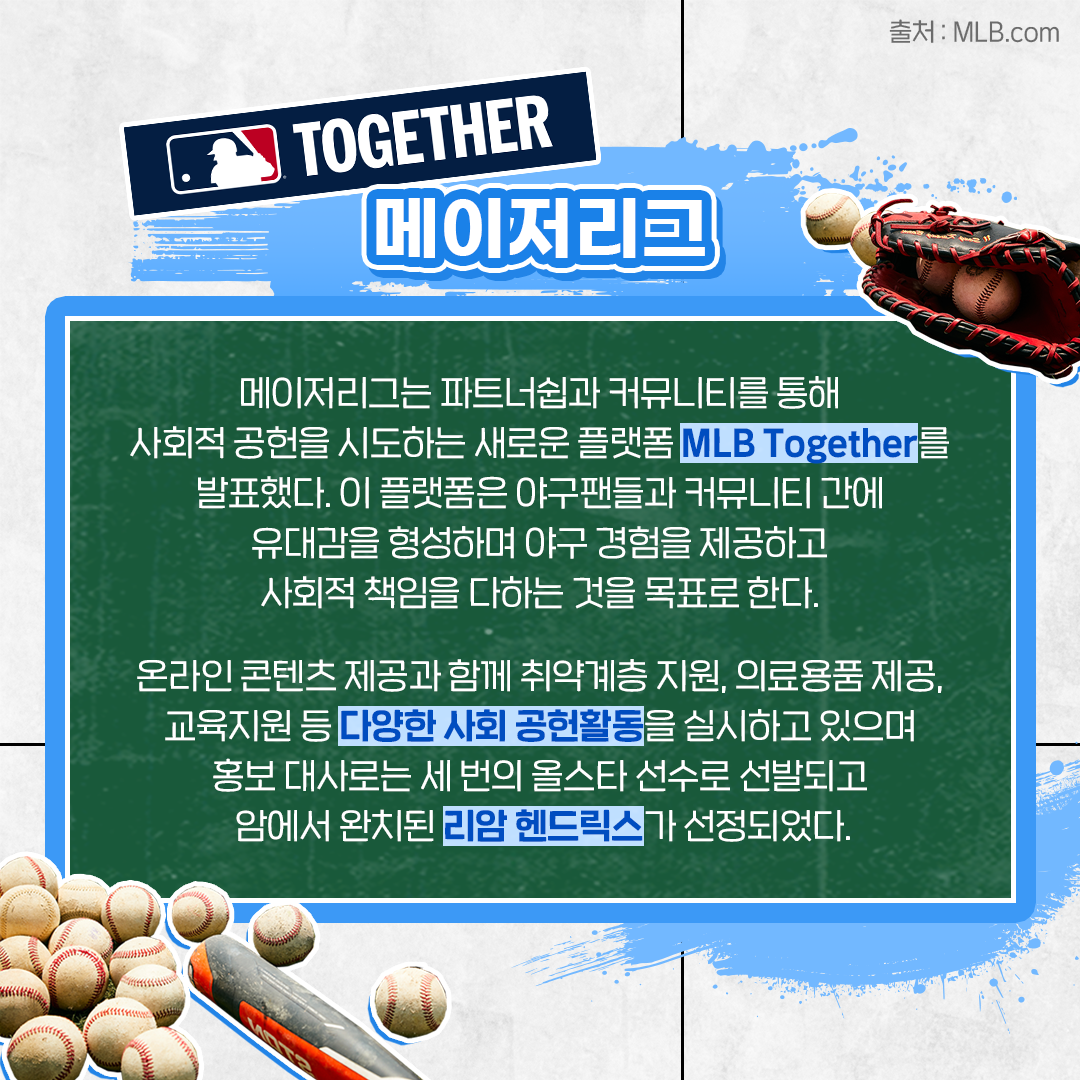 출처 : MLB.com
TOGETHER
메이저리그
메이저리그는 파트너쉽과 커뮤니티를 통해
사회적 공헌을 시도하는 새로운 플랫폼 MLB Together를
발표했다. 이 플랫폼은 야구팬들과 커뮤니티 간에
유대감을 형성하며 야구 경험을 제공하고
사회적 책임을 다하는 것을 목표로 한다.
온라인 콘텐츠 제공과 함께 취약계층 지원, 의료용품 제공,
교육지원 등 다양한 사회 공헌활동을 실시하고 있으며
홍보 대사로는 세 번의 올스타 선수로 선발되고
암에서 완치된 리암 헨드릭스가 선정되었다.